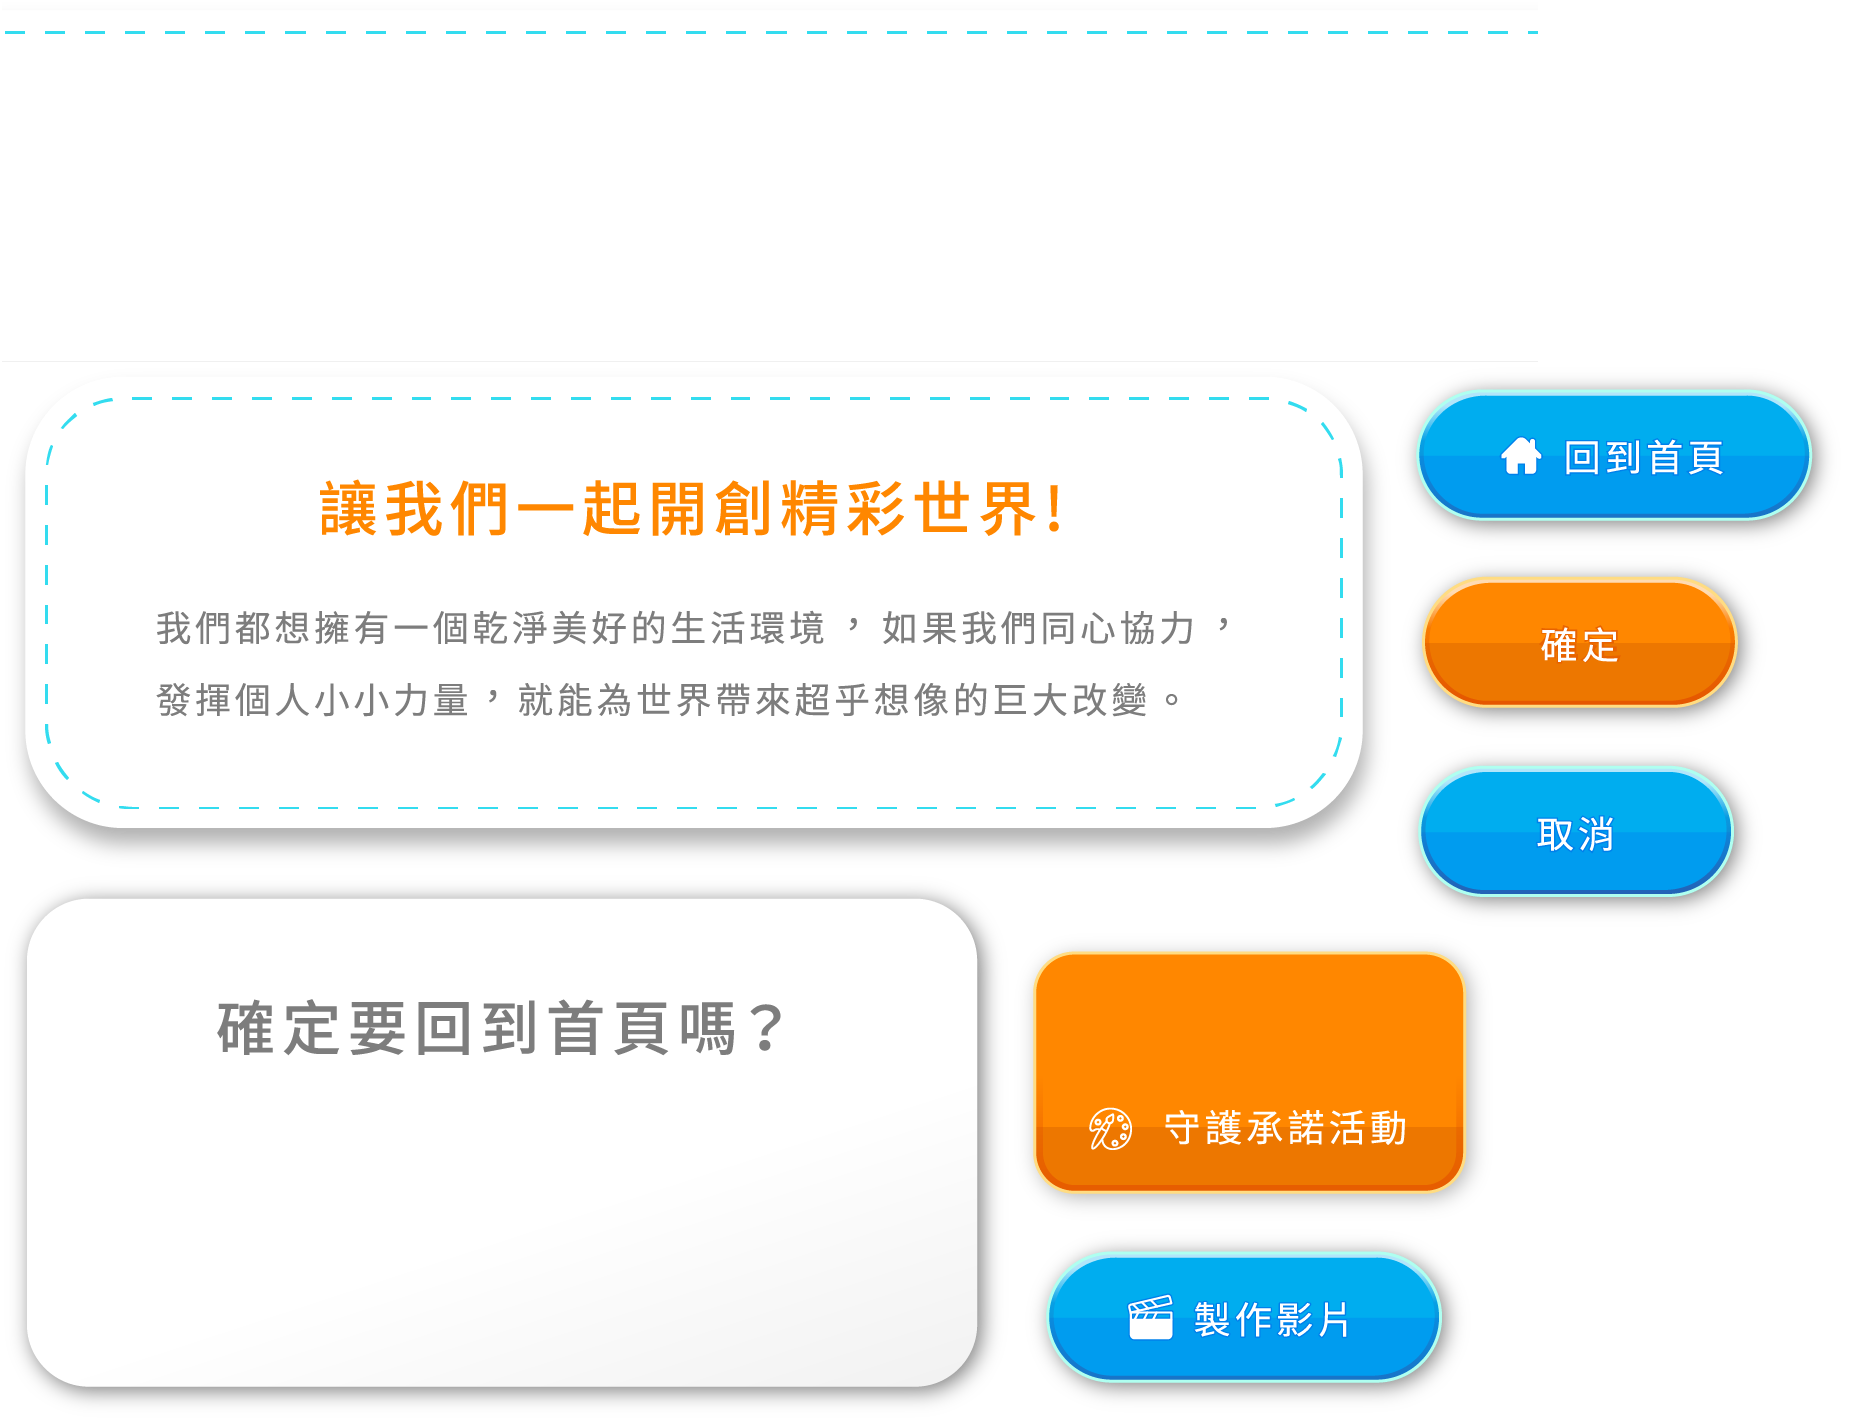 讓我們一起開創精彩世界!
我們都想擁有一個乾淨美好的生活環境，如果我們同心協力，
發揮個人小小力量，就能為世界帶來超乎想像的巨大改變。
回到首頁
確定
取消
確定要回到首頁嗎？
守護承諾活動
製作影片